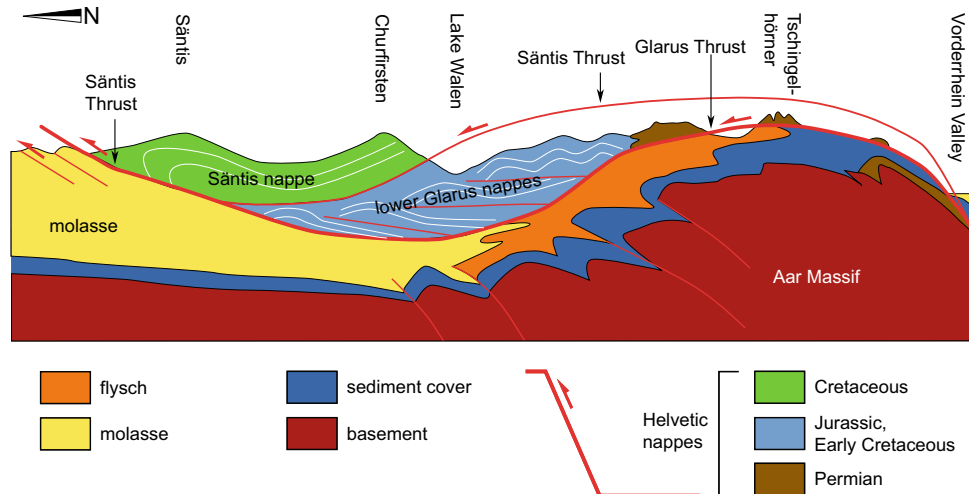 N
Säntis
Churfirsten
Lake Walen
Säntis Thrust
Glarus Thrust
Tschingel-
hörner
Vorderrhein Valley
Säntis
Thrust
Säntis nappe
lower Glarus nappes
molasse
Aar Massif
flysch
molasse
sediment cover
basement
Helvetic
nappes
Cretaceous
Jurassic,
Early Cretaceous
Permian